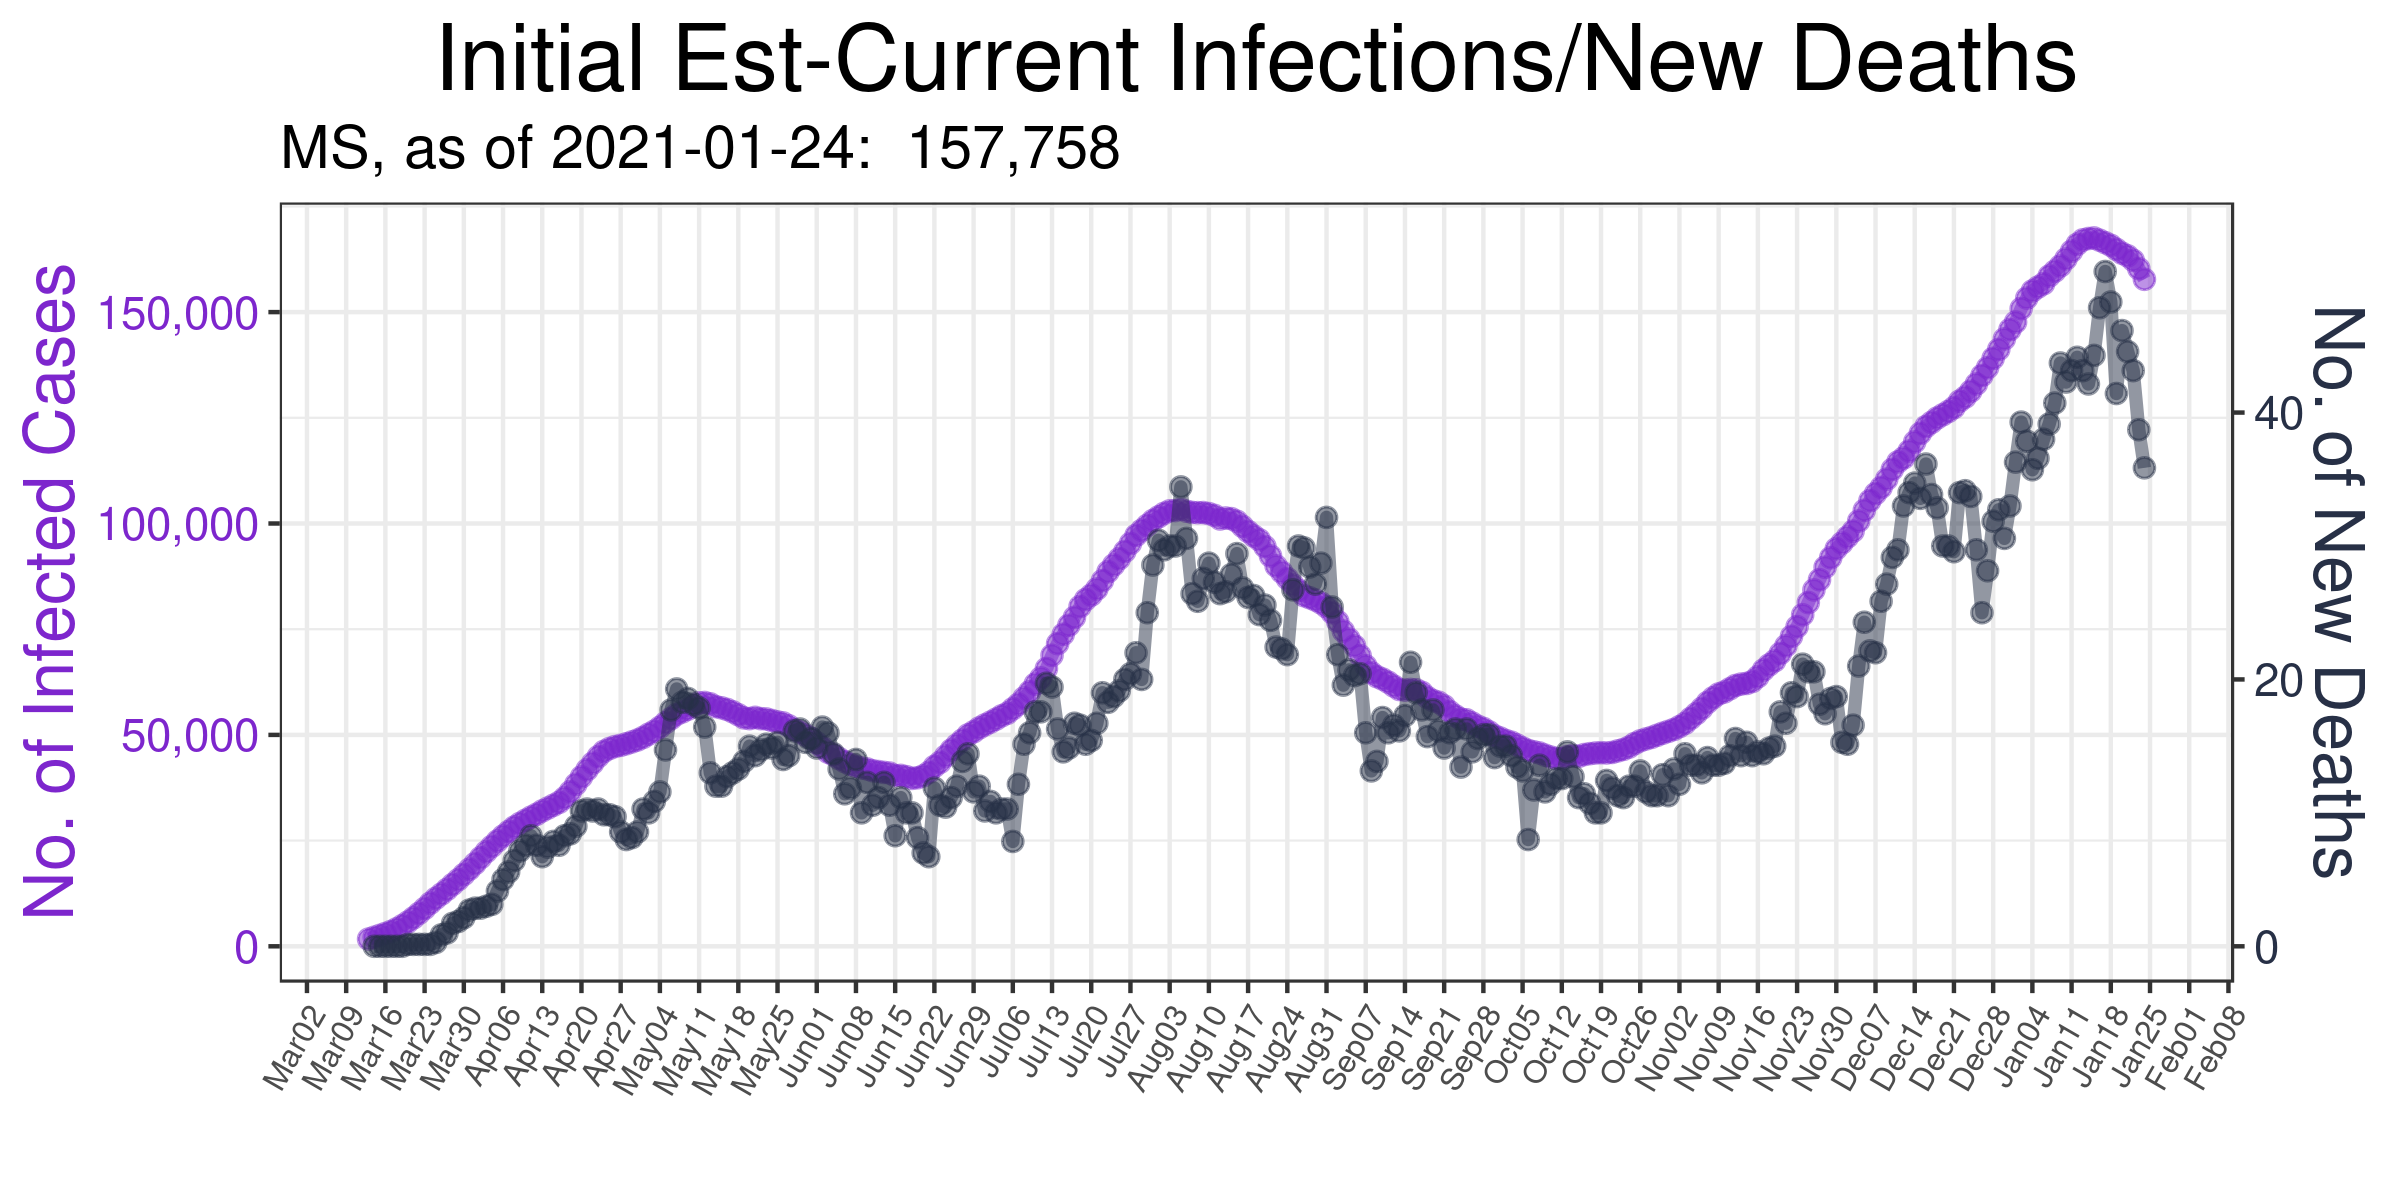 Initial Est-Current Infections/New Deaths
MS, as of 2021-01-24:  157,758
No. of Infected Cases
150,000
100,000
50,000
0
40
20
0
No. of New Deaths
Mar02 Mar09 Mar16 Mar23 Mar30 Apr06 Apr13 Apr20 Apr27 May04 May11 May18 May25 Jun01 Jun08 Jun15 Jun22 Jun29 Jul06 Jul13 Jul20 Jul27 Aug03 Aug10 Aug17 Aug24 Aug31 Sep07 Sep14 Sep21 Sep28 Oct05 Oct12 Oct19 Oct26 Nov02 Nov09 Nov16 Nov23 Nov30 Dec07 Dec14 Dec21 Dec28 Jan04 Jan11 Jan18 Jan25 Feb01 Feb08